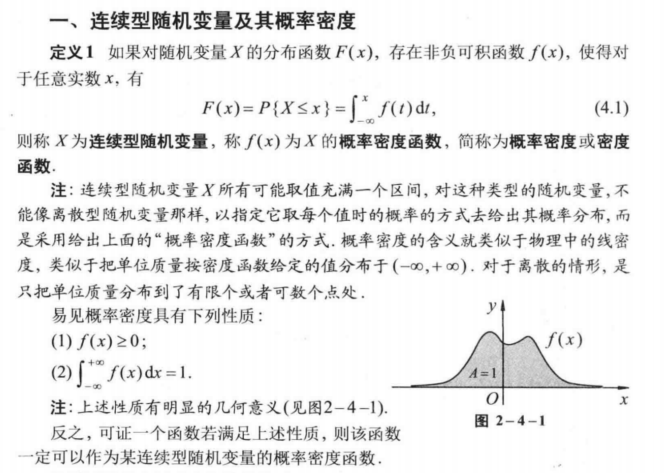 一、连续型随机变量及其概率密度
定义1 如果对随机变量 X 的分布函数 F(x), 存在非负可积函数 f(x), 使得对
于任意实数 x, 有
F(x)=P{X≤x}=∫_{-∞}^{x} f(t)dt, (4.1)
则称 X 为连续型随机变量, 称 f(x) 为 X 的概率密度函数, 简称为概率密度或密度
函数.
注: 连续型随机变量 X 所有可能取值充满一个区间, 对这种类型的随机变量, 不
能像离散型随机变量那样, 以指定它取每个值时的概率的方式去给出其概率分布, 而
是采用给出上面的“概率密度函数”的方式. 概率密度的含义就类似于物理中的线密
度, 类似于把单位质量按密度函数给定的值分布于 (-∞,+∞). 对于离散的情形, 是
只把单位质量分布到了有限个或者可数个点处.
易见概率密度具有下列性质:
(1) f(x)≥0;
(2) ∫_{-∞}^{+∞} f(x)dx=1.
注: 上述性质有明显的几何意义(见图2-4-1).
反之, 可证一个函数若满足上述性质, 则该函数
一定可以作为某连续型随机变量的概率密度函数.
y
f(x)
A=1
O
x
图 2-4-1